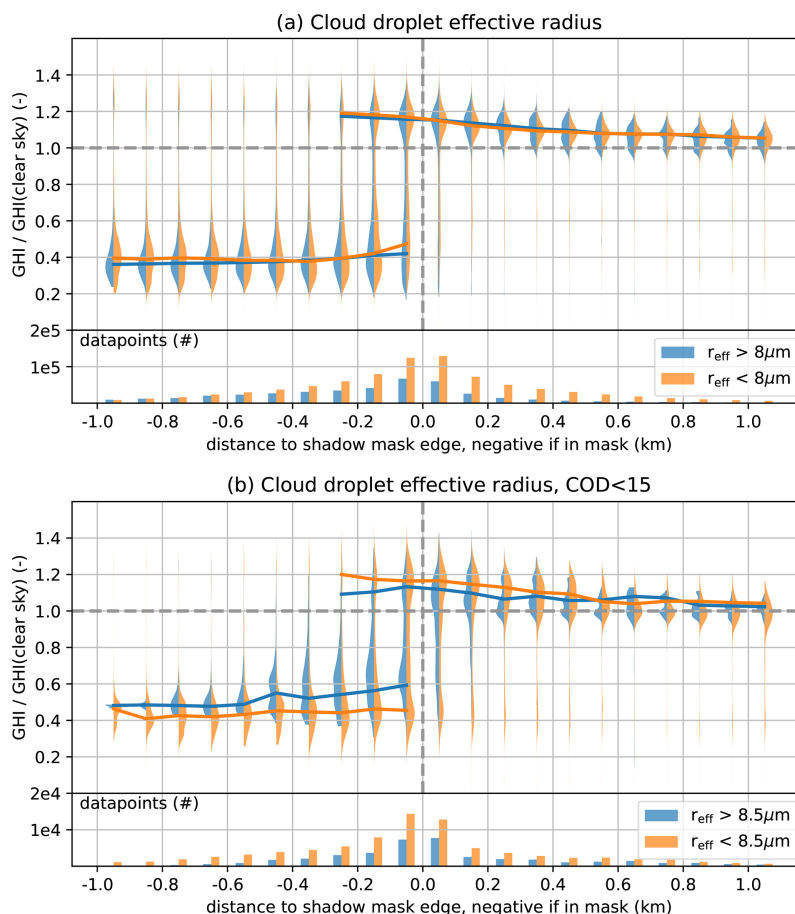 (a) Cloud droplet effective radius
GHI / GHI(clear sky) (-)
1.4
1.2
1.0
0.8
0.6
0.4
0.2
2e5
1e5
datapoints (#)
r_eff > 8μm
r_eff < 8μm
-1.0 -0.8 -0.6 -0.4 -0.2 0.0 0.2 0.4 0.6 0.8 1.0
distance to shadow mask edge, negative if in mask (km)
(b) Cloud droplet effective radius, COD<15
GHI / GHI(clear sky) (-)
1.4
1.2
1.0
0.8
0.6
0.4
0.2
2e4
1e4
datapoints (#)
r_eff > 8.5μm
r_eff < 8.5μm
-1.0 -0.8 -0.6 -0.4 -0.2 0.0 0.2 0.4 0.6 0.8 1.0
distance to shadow mask edge, negative if in mask (km)